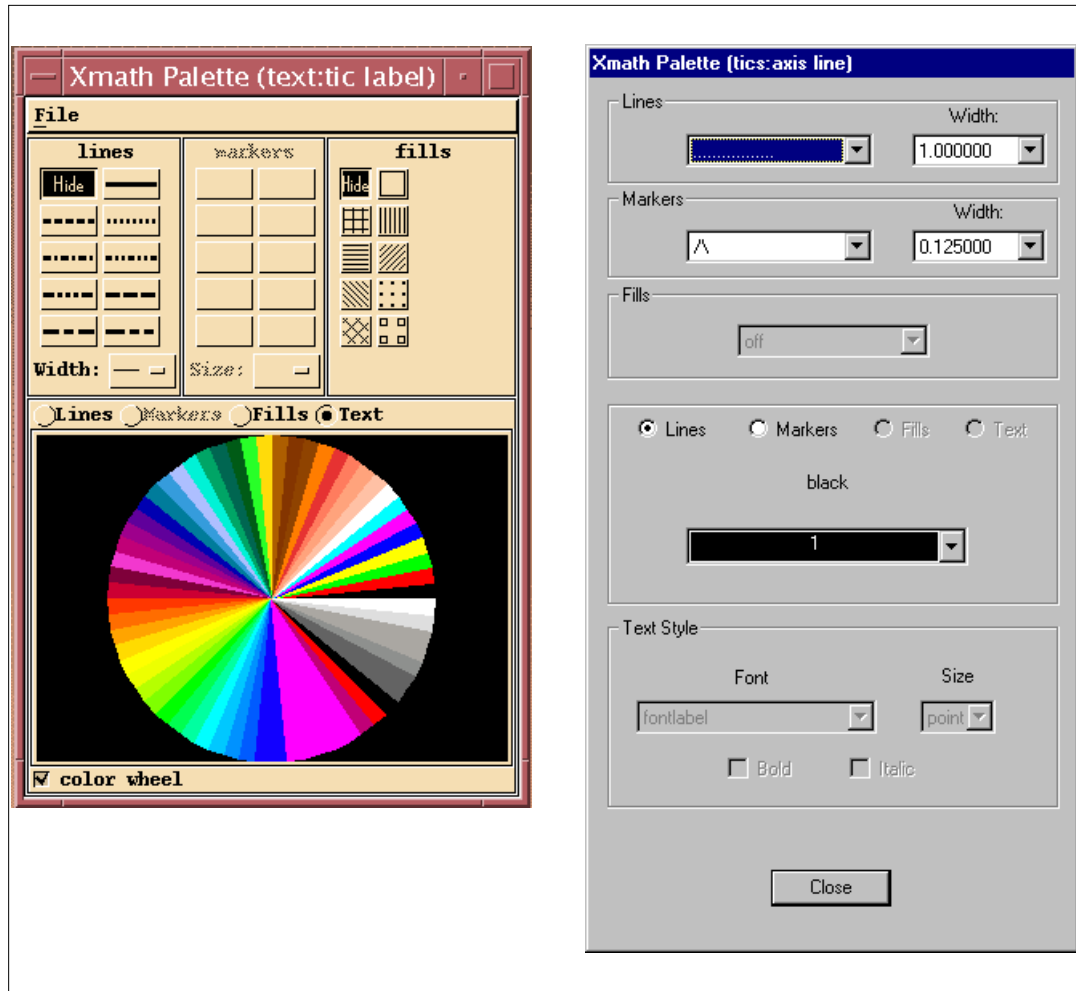 Xmath Palette (text:tic label)
File
lines
markers
fills
Hide
Hide
Width:
Size:
Lines Markers Fills Text
color wheel
Xmath Palette (tics:axis line)
Lines
Width:
1.000000
Markers
Width:
/\
0.125000
Fills
off
Lines Markers Fills Text
black
1
Text Style
Font
Size
fontlabel
point
Bold Italic
Close